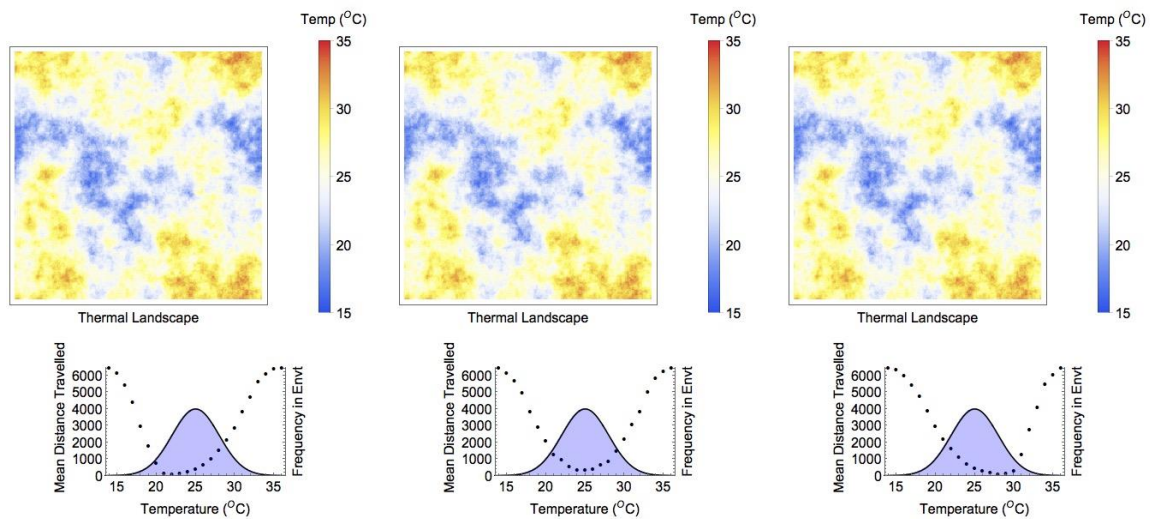 Temp (°C)
35
30
25
20
15
Thermal Landscape
Temp (°C)
35
30
25
20
15
Thermal Landscape
Temp (°C)
35
30
25
20
15
Thermal Landscape
Mean Distance Travelled
6000
5000
4000
3000
2000
1000
0
15 20 25 30 35
Temperature (°C)
Frequency in Envt
Mean Distance Travelled
6000
5000
4000
3000
2000
1000
0
15 20 25 30 35
Temperature (°C)
Frequency in Envt
Mean Distance Travelled
6000
5000
4000
3000
2000
1000
0
15 20 25 30 35
Temperature (°C)
Frequency in Envt